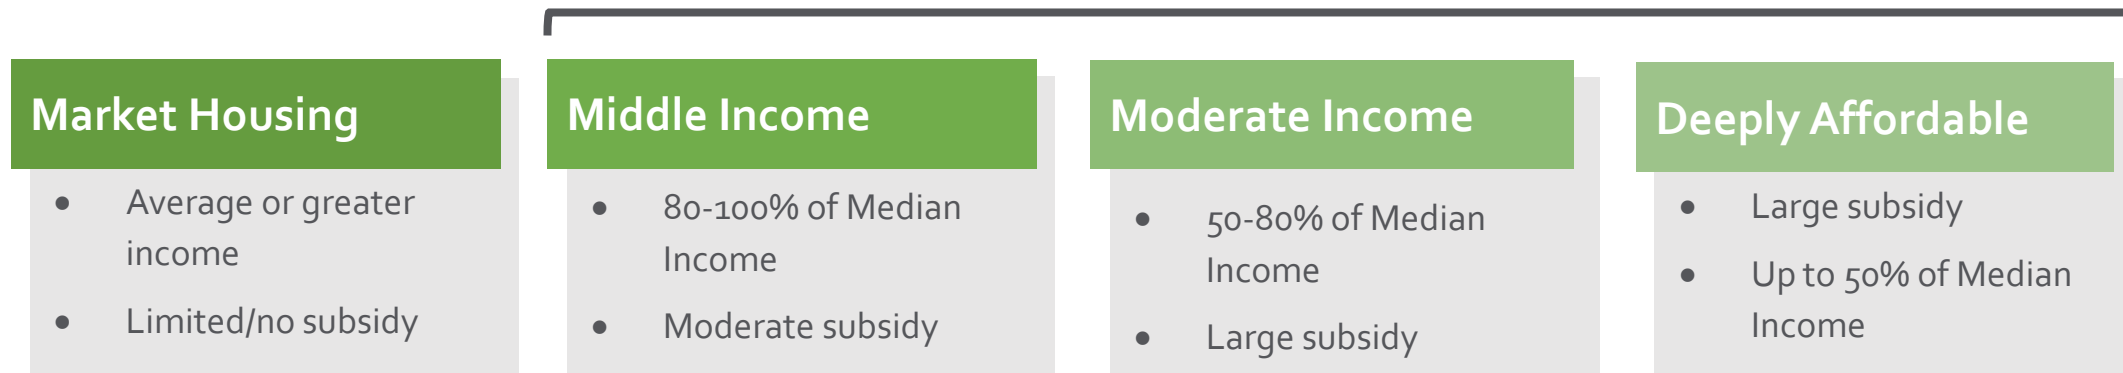 Market Housing
• Average or greater
income
• Limited/no subsidy
Middle Income
• 80-100% of Median
Income
• Moderate subsidy
Moderate Income
• 50-80% of Median
Income
• Large subsidy
Deeply Affordable
• Large subsidy
• Up to 50% of Median
Income